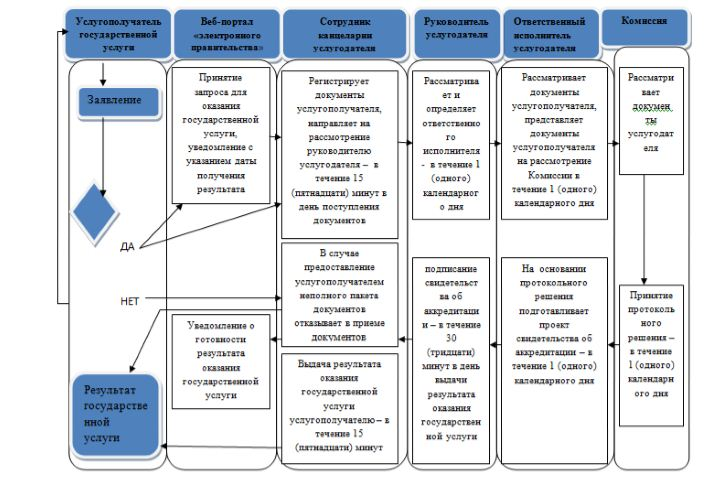 Услугополучатель
государственной
услуги
Веб-портал
«электронного
правительства»
Сотрудник
канцелярии
услугодателя
Руководитель
услугодателя
Ответственный
исполнитель
услугодателя
Комиссия
Заявление
ДА
НЕТ
Результат
государстве
нной
услуги
Принятие
запроса для
оказания
государственной
услуги,
уведомление с
указанием даты
получения
результата
Уведомление о
готовности
результата
оказания
государственной
услуги
Регистрирует
документы
услугополучателя,
направляет на
рассмотрение
руководителю
услугодателя – в
течение 15
(пятнадцати) минут в
день поступления
документов
В случае
предоставление
услугополучателем
неполного пакета
документов
отказывает в приеме
документов
Выдача результата
оказания
государственной
услуги
услугополучателю – в
течение 15
(пятнадцати) минут
Рассматрива
ет и
определяет
ответственно
го
исполнителя
- в течение 1
(одного)
календарног
о дня
подписание
свидетельст
ва об
аккредитаци
и – в течение
30
(тридцати)
минут в день
выдачи
результата
оказания
государствен
ной услуги
Рассматривает
документы
услугополучателя,
представляет
документы
услугополучателя
на рассмотрение
Комиссии в
течение 1 (одного)
календарного дня
На основании
протокольного
решения
подготавливает
проект
свидетельства об
аккредитации – в
течение 1 (одного)
календарного дня
Рассматри
вает
докумен
ты
услугодат
еля
Принятие
протоколь
ного
решения –
в течение
1 (одного)
календарн
ого дня